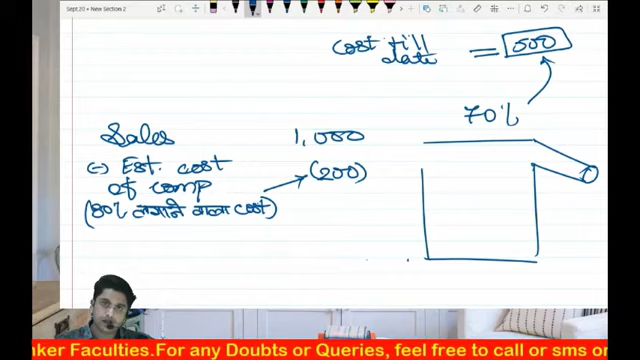 Sept.20 New Section 2
Cost till date = 500
70%
Sales 1,000
(-) Est. cost of comp (200)
(30% लगाने वाला cost)
nker Faculties.For any Doubts or Queries, feel free to call or sms or